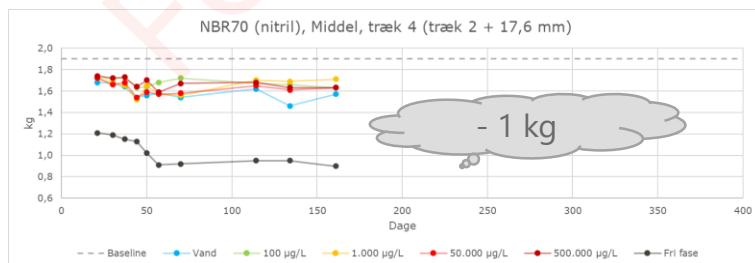 NBR70 (nitril), Middel, træk 4 (træk 2 + 17,6 mm)
2,0
1,8
1,6
1,4
1,2
1,0
0,8
0,6
kg
- 1 kg
0 50 100 150 200 250 300 350 400
Dage
Baseline Vand 100 µg/L 1.000 µg/L 50.000 µg/L 500.000 µg/L Fri fase